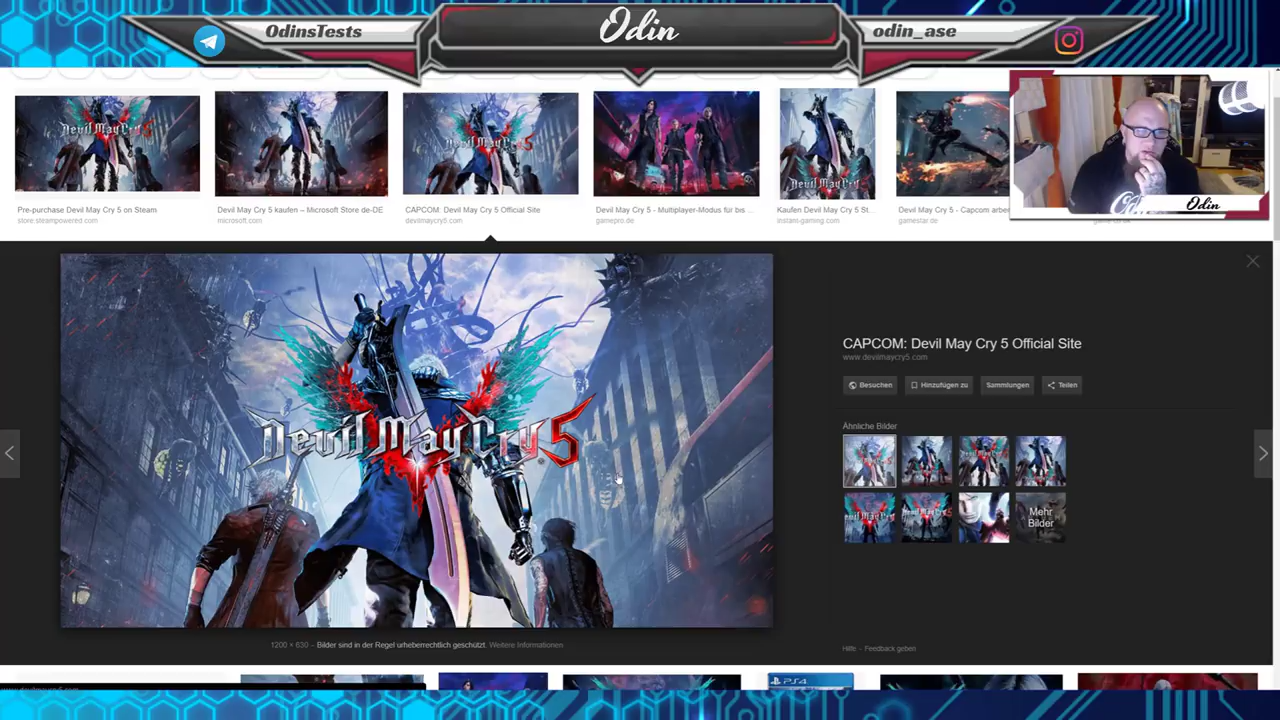 OdinsTests
Odin
odin_ase
Pre-purchase Devil May Cry 5 on Steam
store.steampowered.com
Devil May Cry 5 kaufen – Microsoft Store de-DE
microsoft.com
CAPCOM: Devil May Cry 5 Official Site
devilmaycry5.com
Devil May Cry 5 - Multiplayer-Modus für bis ...
gamepro.de
Kaufen Devil May Cry 5 St...
instant-gaming.com
Devil May Cry 5 - Capcom arbe
gamestar.de
Odin
Devil May Cry 5
CAPCOM: Devil May Cry 5 Official Site
www.devilmaycry5.com
Besuchen
Hinzufügen zu
Sammlungen
Teilen
Ähnliche Bilder
Mehr
Bilder
1200 × 630 - Bilder sind in der Regel urheberrechtlich geschützt. Weitere Informationen
Hilfe - Feedback geben
PS4